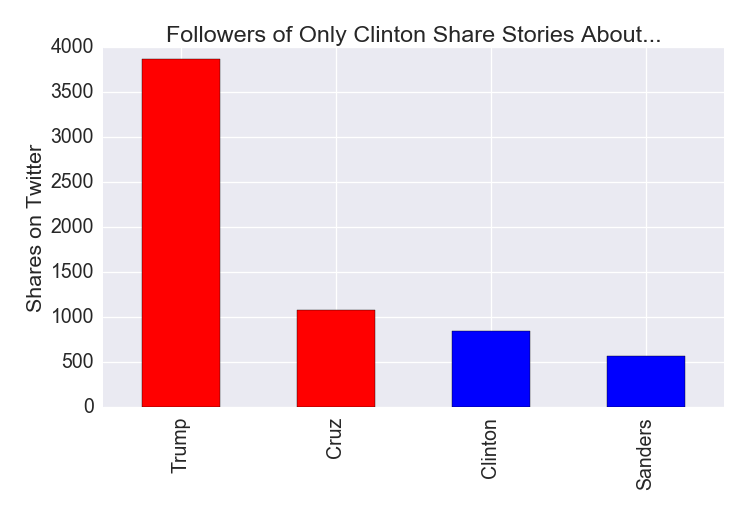 Followers of Only Clinton Share Stories About...
Shares on Twitter
4000
3500
3000
2500
2000
1500
1000
500
0
Trump
Cruz
Clinton
Sanders